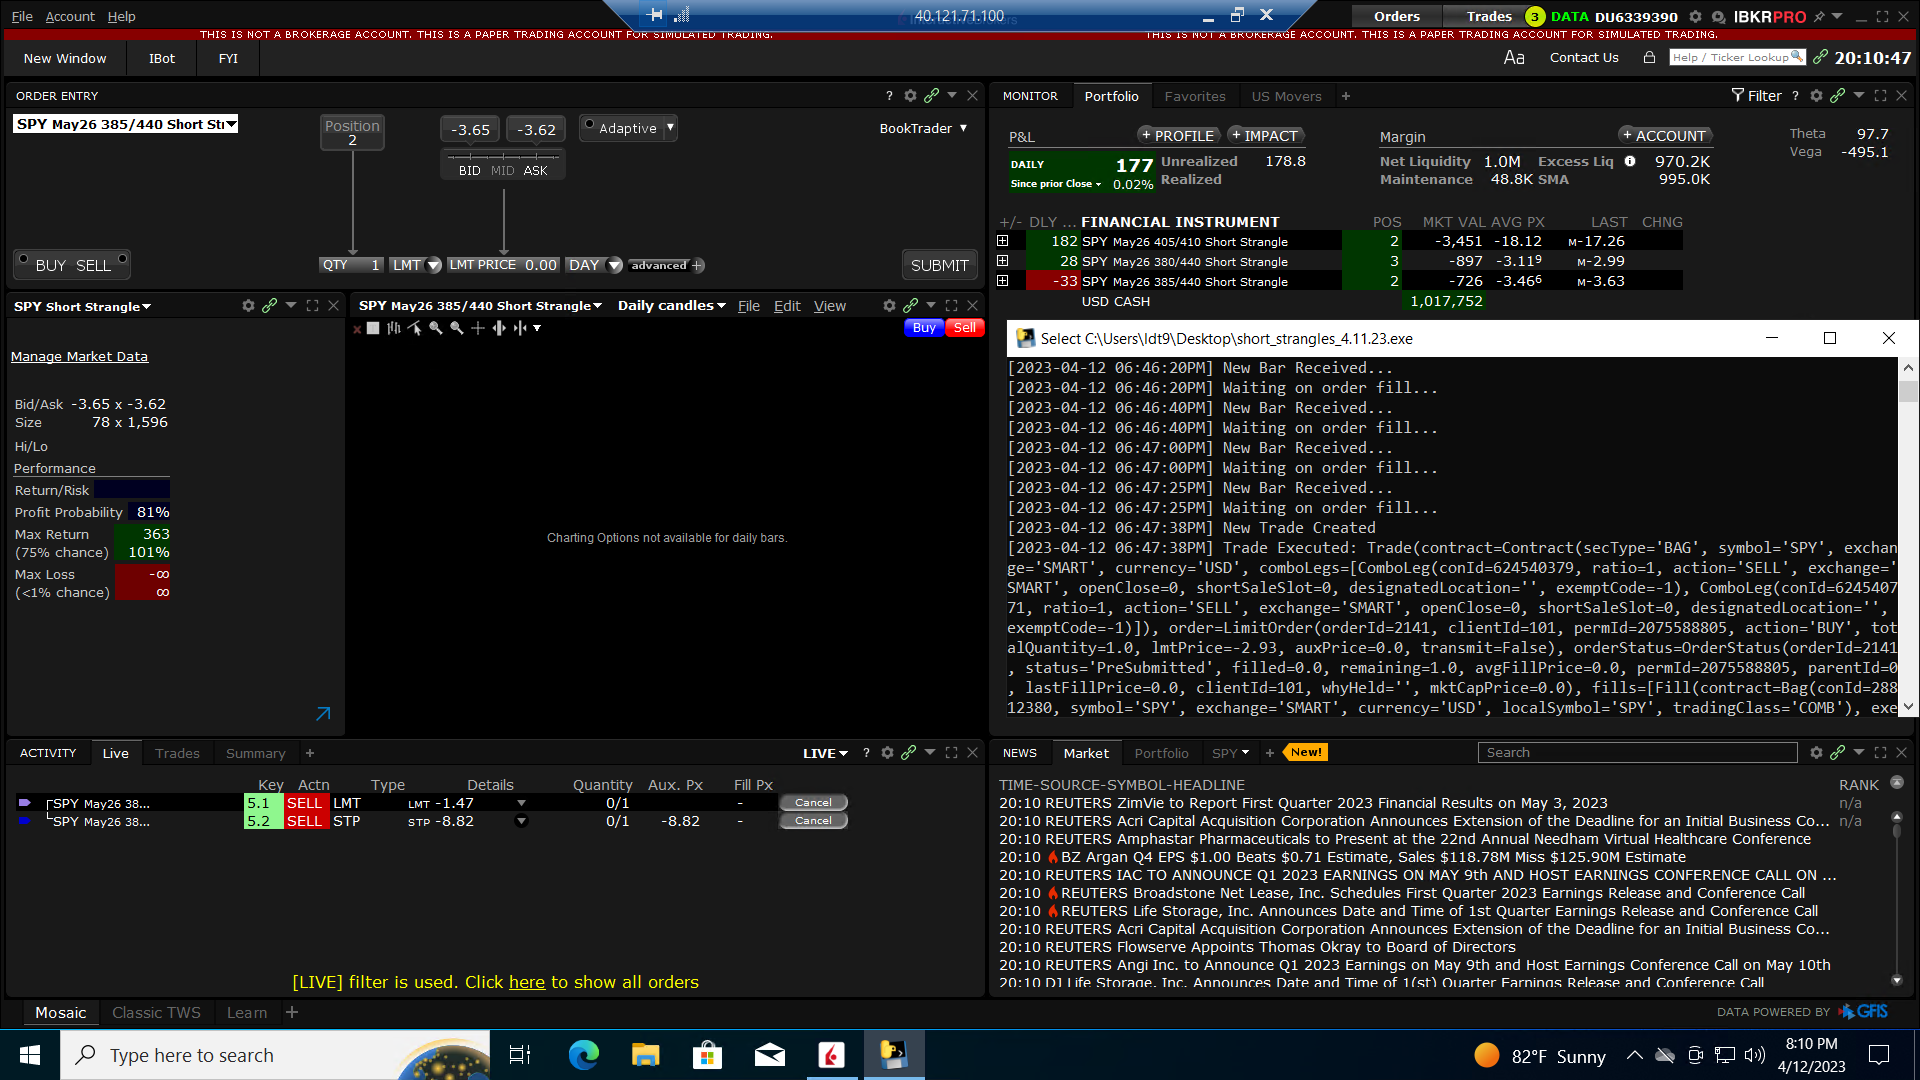 File Account Help
40.121.71.100
Orders Trades 3 DATA DU6339390 IBKRPRO
THIS IS NOT A BROKERAGE ACCOUNT. THIS IS A PAPER TRADING ACCOUNT FOR SIMULATED TRADING.
THIS IS NOT A BROKERAGE ACCOUNT. THIS IS A PAPER TRADING ACCOUNT FOR SIMULATED TRADING.
New Window IBot FYI
Aa Contact Us Help / Ticker Lookup 20:10:47
ORDER ENTRY ?
SPY May26 385/440 Short Str
Position
2
-3.65 -3.62 Adaptive
BookTrader
BID MID ASK
BUY SELL
QTY 1 LMT LMT PRICE 0.00 DAY advanced + SUBMIT
MONITOR Portfolio Favorites US Movers + Filter ?
P&L + PROFILE + IMPACT
DAILY 177 Unrealized 178.8
Since prior Close 0.02% Realized
Margin + ACCOUNT
Net Liquidity 1.0M Excess Liq 970.2K
Maintenance 48.8K SMA 995.0K
Theta 97.7
Vega -495.1
+/- DLY ... FINANCIAL INSTRUMENT POS MKT VAL AVG PX LAST CHNG
182 SPY May26 405/410 Short Strangle 2 -3,451 -18.12 M-17.26
28 SPY May26 380/440 Short Strangle 3 -897 -3.11⁹ M-2.99
-33 SPY May26 385/440 Short Strangle 2 -726 -3.46⁶ M-3.63
USD CASH 1,017,752
SPY Short Strangle
Manage Market Data
Bid/Ask -3.65 x -3.62
Size 78 x 1,596
Hi/Lo
Performance
Return/Risk
Profit Probability 81%
Max Return 363
(75% chance) 101%
Max Loss -∞
(<1% chance) ∞
SPY May26 385/440 Short Strangle Daily candles File Edit View
Buy Sell
Charting Options not available for daily bars.
Select C:\Users\ldt9\Desktop\short_strangles_4.11.23.exe
[2023-04-12 06:46:20PM] New Bar Received...
[2023-04-12 06:46:20PM] Waiting on order fill...
[2023-04-12 06:46:40PM] New Bar Received...
[2023-04-12 06:46:40PM] Waiting on order fill...
[2023-04-12 06:47:00PM] New Bar Received...
[2023-04-12 06:47:00PM] Waiting on order fill...
[2023-04-12 06:47:25PM] New Bar Received...
[2023-04-12 06:47:25PM] Waiting on order fill...
[2023-04-12 06:47:38PM] New Trade Created
[2023-04-12 06:47:38PM] Trade Executed: Trade(contract=Contract(secType='BAG', symbol='SPY', exchan
ge='SMART', currency='USD', comboLegs=[ComboLeg(conId=624540379, ratio=1, action='SELL', exchange='
SMART', openClose=0, shortSaleSlot=0, designatedLocation='', exemptCode=-1), ComboLeg(conId=6245407
71, ratio=1, action='SELL', exchange='SMART', openClose=0, shortSaleSlot=0, designatedLocation='',
exemptCode=-1)]), order=LimitOrder(orderId=2141, clientId=101, permId=2075588805, action='BUY', tot
alQuantity=1.0, lmtPrice=-2.93, auxPrice=0.0, transmit=False), orderStatus=OrderStatus(orderId=2141
, status='PreSubmitted', filled=0.0, remaining=1.0, avgFillPrice=0.0, permId=2075588805, parentId=0
, lastFillPrice=0.0, clientId=101, whyHeld='', mktCapPrice=0.0), fills=[Fill(contract=Bag(conId=288
12380, symbol='SPY', exchange='SMART', currency='USD', localSymbol='SPY', tradingClass='COMB'), exe
ACTIVITY Live Trades Summary + LIVE ?
Key Actn Type Details Quantity Aux. Px Fill Px
SPY May26 38... 5.1 SELL LMT LMT -1.47 0/1 - Cancel
SPY May26 38... 5.2 SELL STP STP -8.82 0/1 -8.82 - Cancel
[LIVE] filter is used. Click here to show all orders
NEWS Market Portfolio SPY + New! Search
TIME-SOURCE-SYMBOL-HEADLINE RANK
20:10 REUTERS ZimVie to Report First Quarter 2023 Financial Results on May 3, 2023 n/a
20:10 REUTERS Acri Capital Acquisition Corporation Announces Extension of the Deadline for an Initial Business Co... n/a
20:10 REUTERS Amphastar Pharmaceuticals to Present at the 22nd Annual Needham Virtual Healthcare Conference
20:10 BZ Argan Q4 EPS $1.00 Beats $0.71 Estimate, Sales $118.78M Miss $125.90M Estimate
20:10 REUTERS IAC TO ANNOUNCE Q1 2023 EARNINGS ON MAY 9th AND HOST EARNINGS CONFERENCE CALL ON ...
20:10 REUTERS Broadstone Net Lease, Inc. Schedules First Quarter 2023 Earnings Release and Conference Call
20:10 REUTERS Life Storage, Inc. Announces Date and Time of 1st Quarter Earnings Release and Conference Call
20:10 REUTERS Acri Capital Acquisition Corporation Announces Extension of the Deadline for an Initial Business Co...
20:10 REUTERS Flowserve Appoints Thomas Okray to Board of Directors
20:10 REUTERS Angi Inc. to Announce Q1 2023 Earnings on May 9th and Host Earnings Conference Call on May 10th
20:10 DJ Life Storage, Inc. Announces Date and Time of 1(st) Quarter Earnings Release and Conference Call
Mosaic Classic TWS Learn +
DATA POWERED BY GFIS
Type here to search
82°F Sunny
8:10 PM
4/12/2023